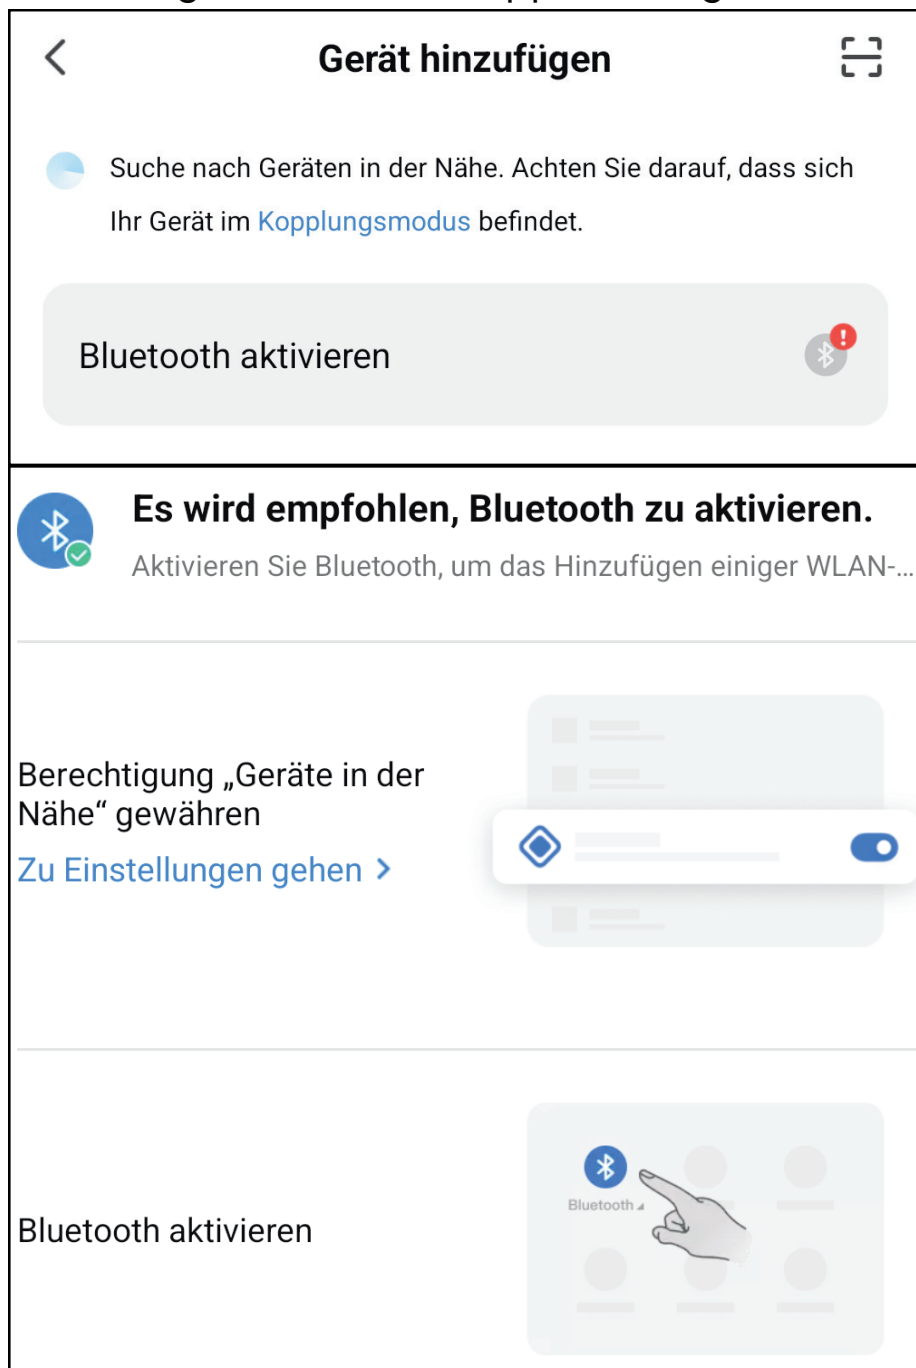 Gerät hinzufügen
Suche nach Geräten in der Nähe. Achten Sie darauf, dass sich
Ihr Gerät im Kopplungsmodus befindet.
Bluetooth aktivieren
Es wird empfohlen, Bluetooth zu aktivieren.
Aktivieren Sie Bluetooth, um das Hinzufügen einiger WLAN-...
Berechtigung „Geräte in der
Nähe“ gewähren
Zu Einstellungen gehen >
Bluetooth
Bluetooth aktivieren